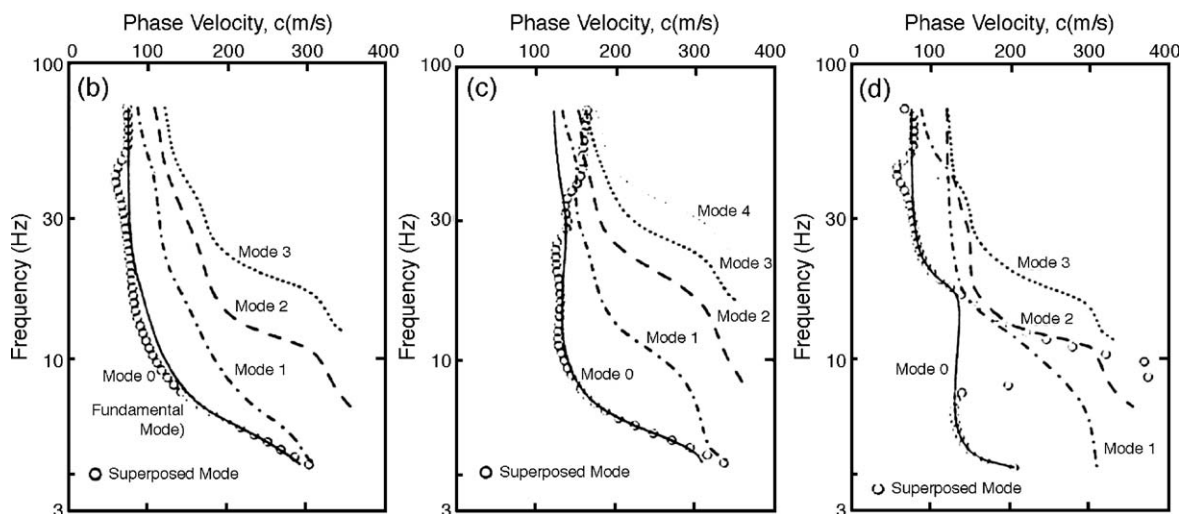 Phase Velocity, c(m/s)
0 100 200 300 400
100
30
10
3
Frequency (Hz)
(b)
Mode 3
Mode 2
Mode 1
Mode 0
Fundamental
Mode)
Superposed Mode
Phase Velocity, c(m/s)
0 100 200 300 400
100
30
10
3
Frequency (Hz)
(c)
Mode 4
Mode 3
Mode 2
Mode 1
Mode 0
Superposed Mode
Phase Velocity, c(m/s)
0 100 200 300 400
100
30
10
3
Frequency (Hz)
(d)
Mode 3
Mode 2
Mode 0
Mode 1
Superposed Mode